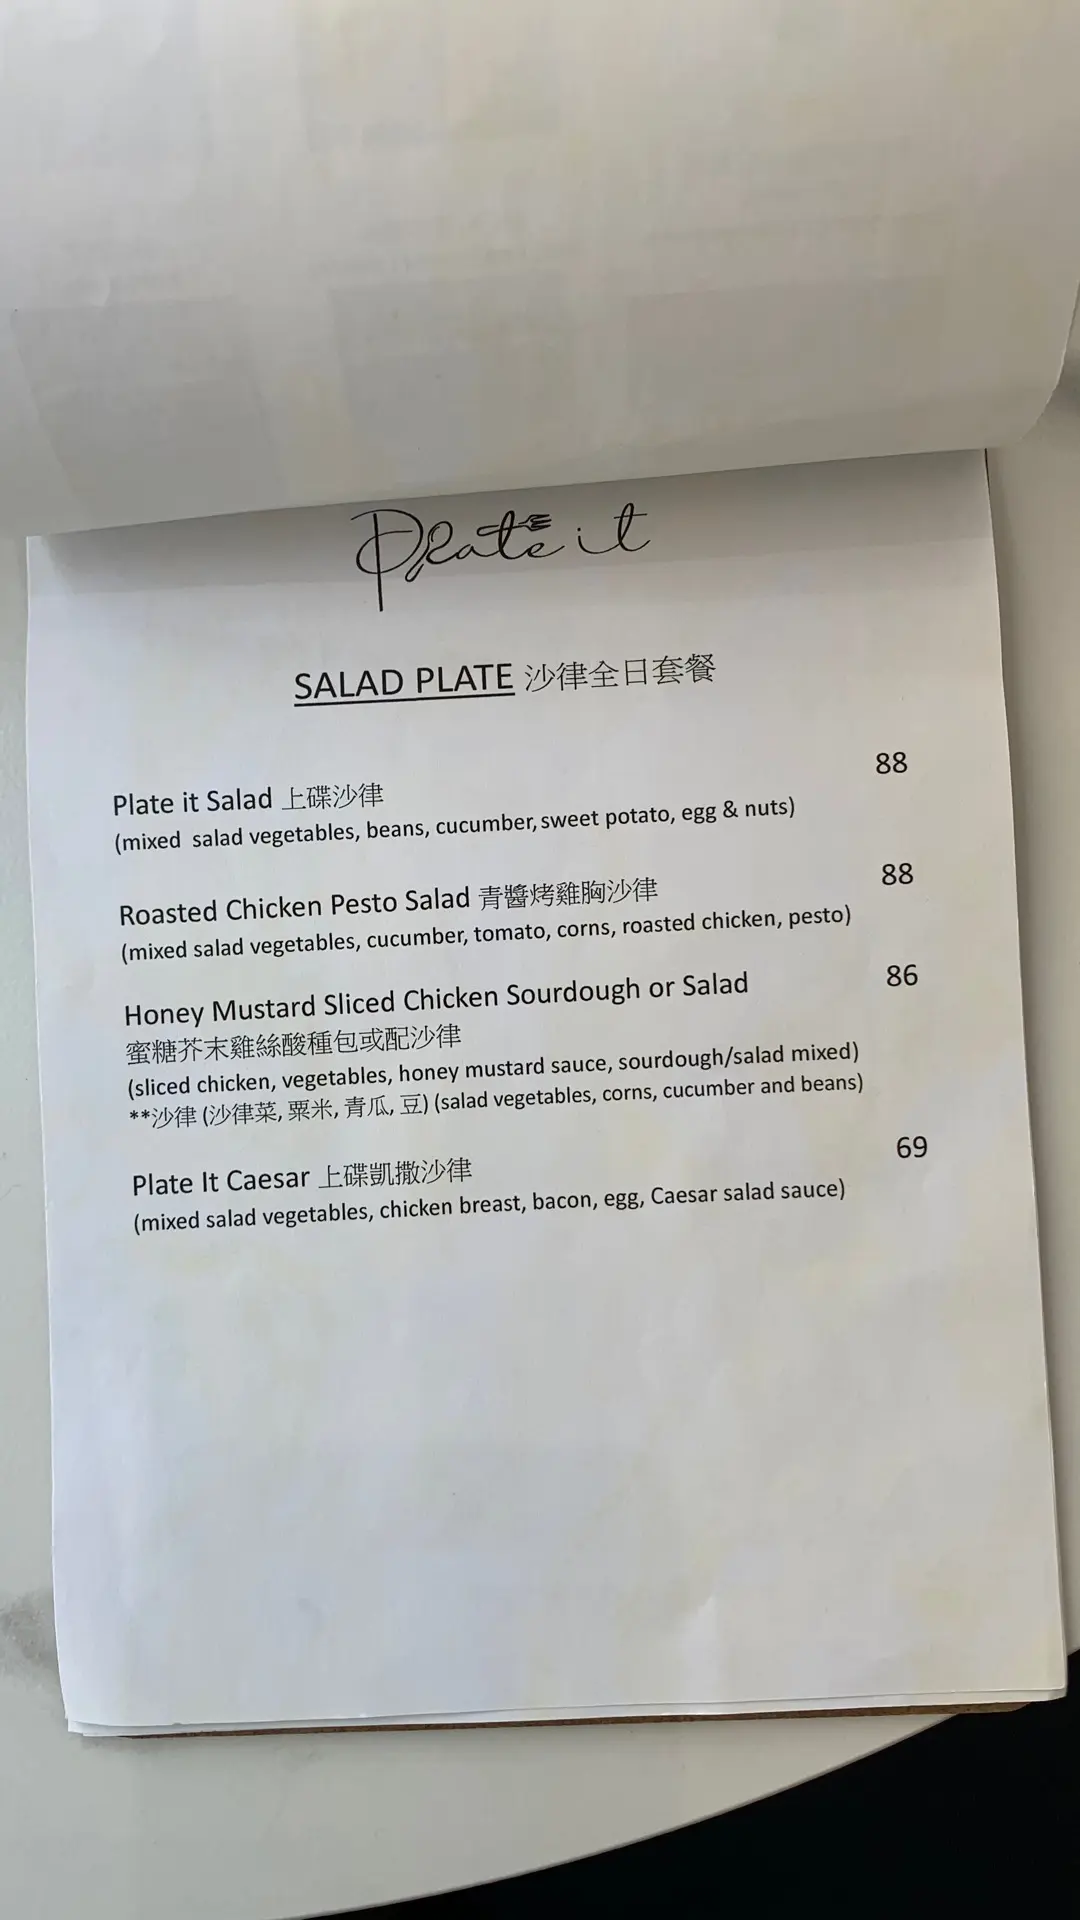 Plate it
SALAD PLATE 沙律全日套餐
Plate it Salad 上碟沙律 88
(mixed salad vegetables, beans, cucumber, sweet potato, egg & nuts)
Roasted Chicken Pesto Salad 青醬烤雞胸沙律 88
(mixed salad vegetables, cucumber, tomato, corns, roasted chicken, pesto)
Honey Mustard Sliced Chicken Sourdough or Salad 86
蜜糖芥末雞絲酸種包或配沙律
(sliced chicken, vegetables, honey mustard sauce, sourdough/salad mixed)
**沙律 (沙律菜, 粟米, 青瓜, 豆) (salad vegetables, corns, cucumber and beans)
Plate It Caesar 上碟凱撒沙律 69
(mixed salad vegetables, chicken breast, bacon, egg, Caesar salad sauce)